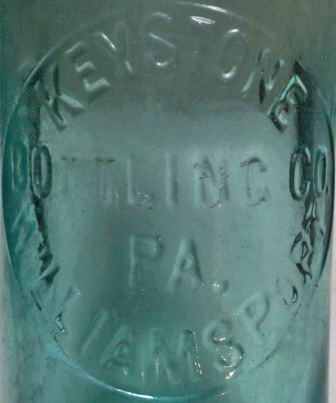 KEYSTONE
BOTTLING CO
PA.
WILLIAMSPORT